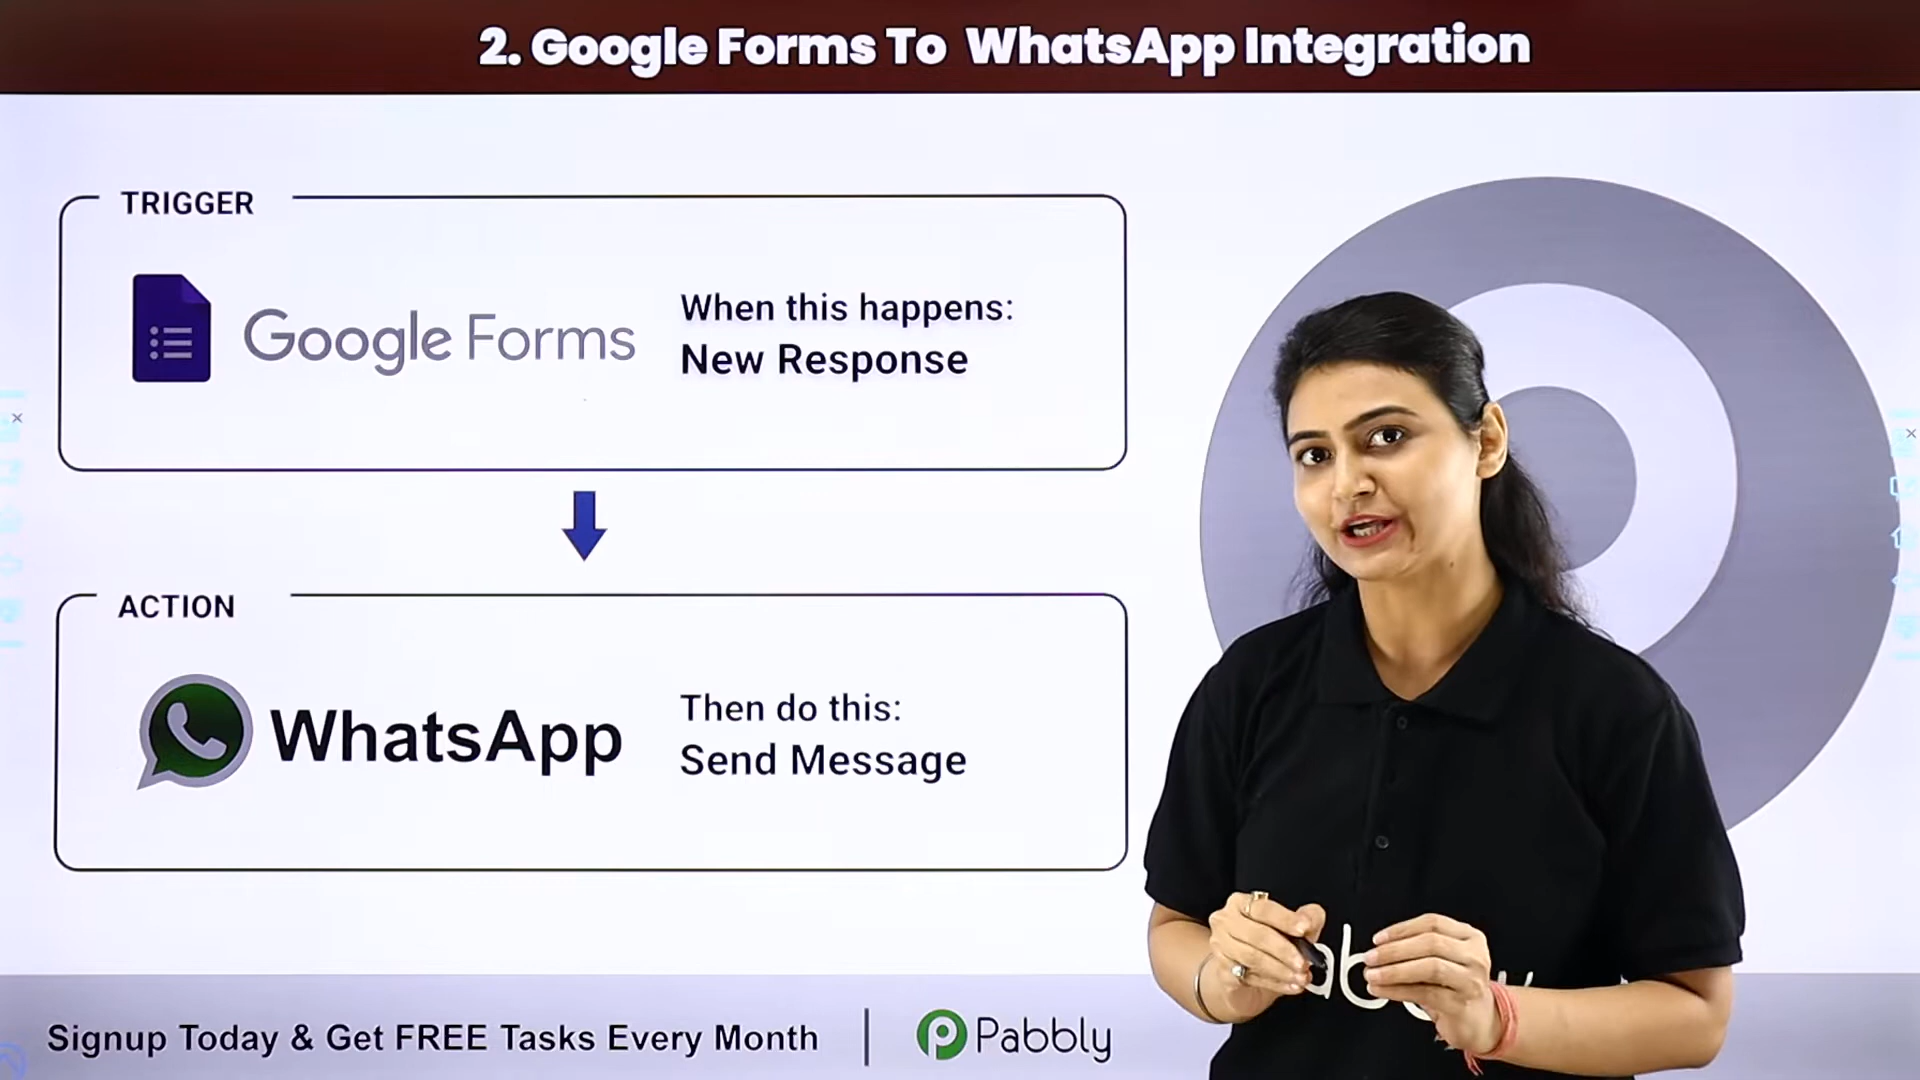 2. Google Forms To WhatsApp Integration
TRIGGER
Google Forms
When this happens:
New Response
ACTION
WhatsApp
Then do this:
Send Message
Signup Today & Get FREE Tasks Every Month
Pabbly